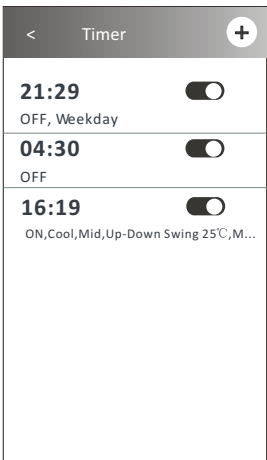 < Timer +
21:29
OFF, Weekday
04:30
OFF
16:19
ON,Cool,Mid,Up-Down Swing 25℃,M...